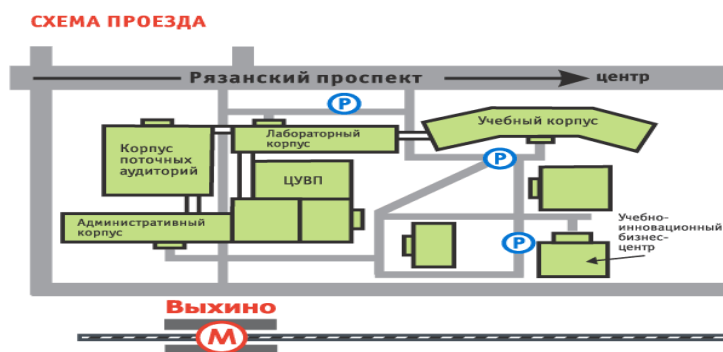 СХЕМА ПРОЕЗДА
Рязанский проспект
центр
P
Учебный корпус
Лабораторный
корпус
Корпус
поточных
аудиторий
P
ЦУВП
Административный
корпус
Учебно-
инновационный
бизнес-
центр
P
Выхино
М